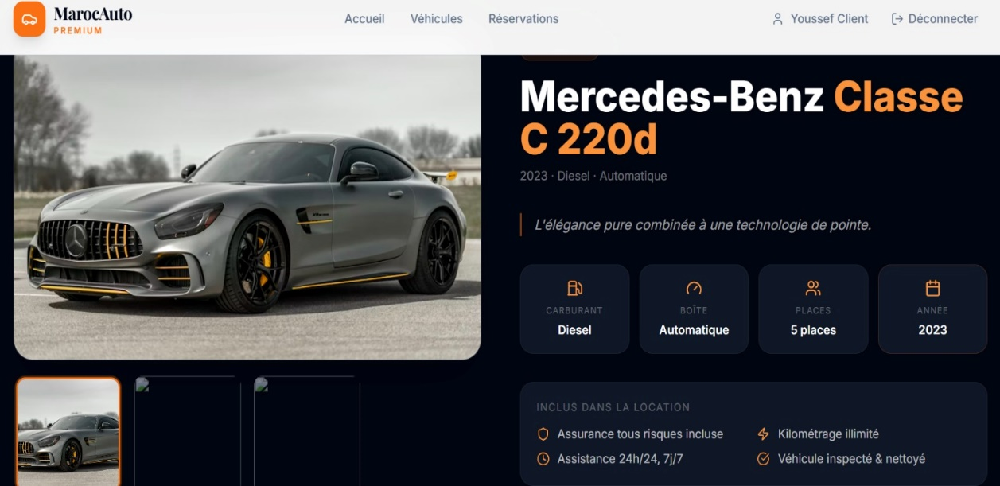 MarocAuto
PREMIUM
Accueil Véhicules Réservations
Youssef Client Déconnecter
Mercedes-Benz Classe
C 220d
2023 · Diesel · Automatique
L'élégance pure combinée à une technologie de pointe.
CARBURANT BOÎTE PLACES ANNÉE
Diesel Automatique 5 places 2023
INCLUS DANS LA LOCATION
Assurance tous risques incluse Kilométrage illimité
Assistance 24h/24, 7j/7 Véhicule inspecté & nettoyé